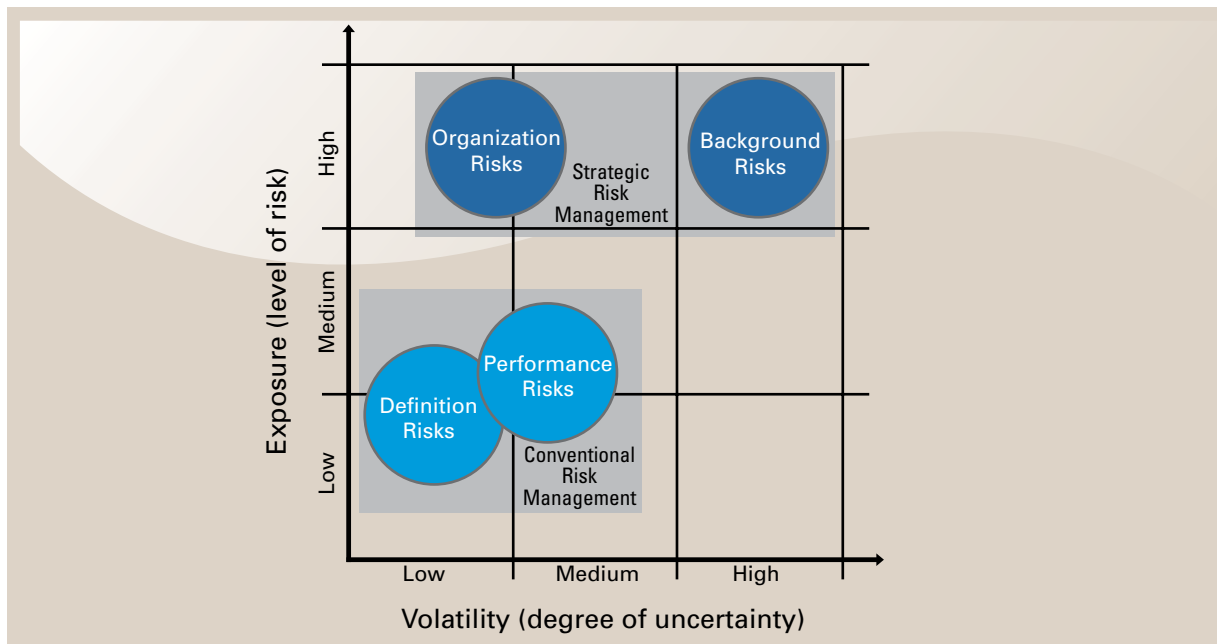 Exposure (level of risk)
High
Medium
Low
Organization
Risks
Background
Risks
Strategic
Risk
Management
Performance
Risks
Definition
Risks
Conventional
Risk
Management
Low
Medium
High
Volatility (degree of uncertainty)